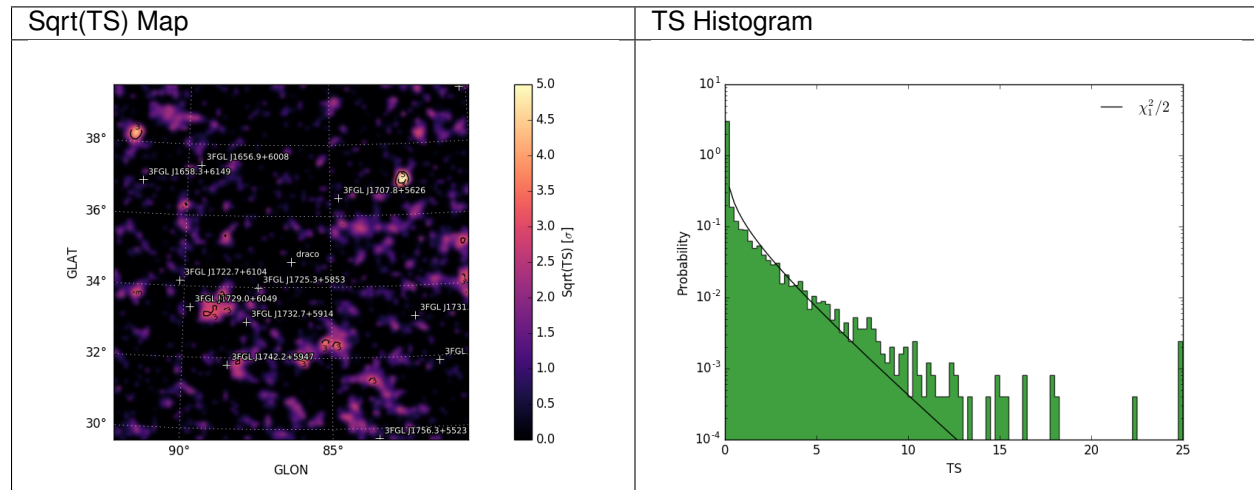 Sqrt(TS) Map
TS Histogram
38°
36°
34°
32°
30°
GLAT
90°
85°
GLON
3FGL J1656.9+6008
3FGL J1658.3+6149
3FGL J1707.8+5626
draco
3FGL J1722.7+6104
3FGL J1725.3+5853
3FGL J1729.0+6049
3FGL J1731.
3FGL J1732.7+5914
3FGL
3FGL J1742.2+5947
3FGL J1756.3+5523
5.0
4.5
4.0
3.5
3.0
2.5
2.0
1.5
1.0
0.5
0.0
Sqrt(TS) [σ]
10¹
10⁰
10⁻¹
10⁻²
10⁻³
10⁻⁴
Probability
χ₁²/2
0 5 10 15 20 25
TS